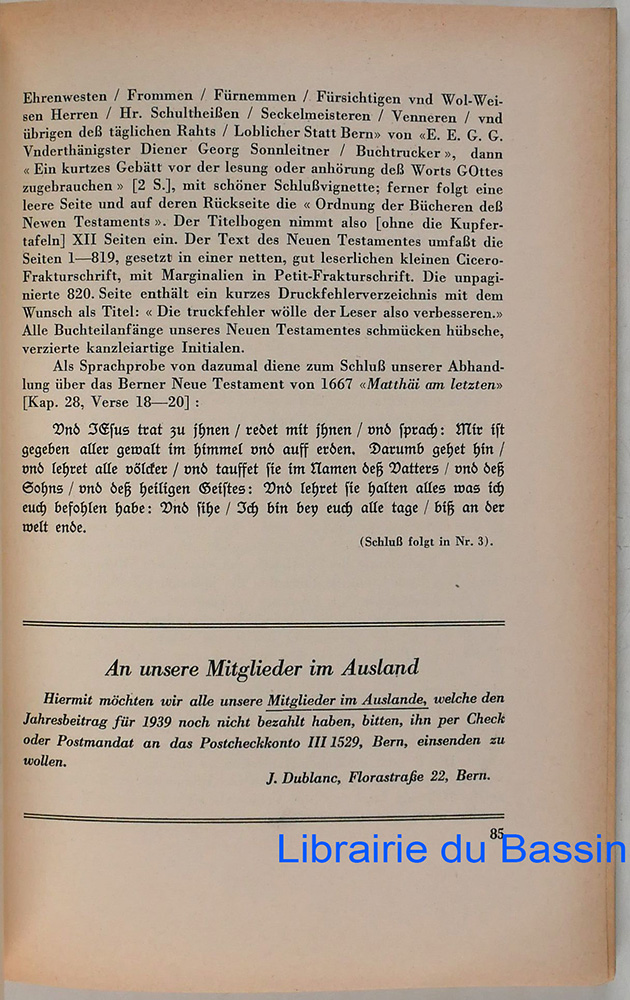 Ehrenwesten / Frommen / Fürnemmen / Fürsichtigen vnd Wol-Wei-
sen Herren / Hr. Schultheißen / Seckelmeisteren / Venneren / vnd
übrigen deß täglichen Rahts / Loblicher Statt Bern» von «E. E. G. G.
Vnderthänigster Diener Georg Sonnleitner / Buchtrucker», dann
«Ein kurtzes Gebätt vor der lesung oder anhörung deß Worts GOttes
zugebrauchen» [2 S.], mit schöner Schlußvignette; ferner folgt eine
leere Seite und auf deren Rückseite die «Ordnung der Bücheren deß
Newen Testaments». Der Titelbogen nimmt also [ohne die Kupfer-
tafeln] XII Seiten ein. Der Text des Neuen Testamentes umfaßt die
Seiten 1—819, gesetzt in einer netten, gut leserlichen kleinen Cicero-
Frakturschrift, mit Marginalien in Petit-Frakturschrift. Die unpagi-
nierte 820. Seite enthält ein kurzes Druckfehlerverzeichnis mit dem
Wunsch als Titel: «Die truckfehler wölle der Leser also verbesseren.»
Alle Buchteilanfänge unseres Neuen Testamentes schmücken hübsche,
verzierte kanzleiartige Initialen.
Als Sprachprobe von dazumal diene zum Schluß unserer Abhand-
lung über das Berner Neue Testament von 1667 «Matthäi am letzten»
[Kap. 28, Verse 18—20]:
Vnd JEsus trat zu jhnen / redet mit jhnen / vnd sprach: Mir ist
gegeben aller gewalt im himmel vnd auff erden. Darumb gehet hin /
vnd lehret alle völcker / vnd tauffet sie im Namen deß Vatters / vnd deß
Sohns / vnd deß heiligen Geistes: Vnd lehret sie halten alles was ich
euch befohlen habe: Vnd sihe / Ich bin bey euch alle tage / biß an der
welt ende.
(Schluß folgt in Nr. 3).
An unsere Mitglieder im Ausland
Hiermit möchten wir alle unsere Mitglieder im Auslande, welche den
Jahresbeitrag für 1939 noch nicht bezahlt haben, bitten, ihn per Check
oder Postmandat an das Postcheckkonto III 1529, Bern, einsenden zu
wollen.
J. Dublanc, Florastraße 22, Bern.
85
Librairie du Bassin